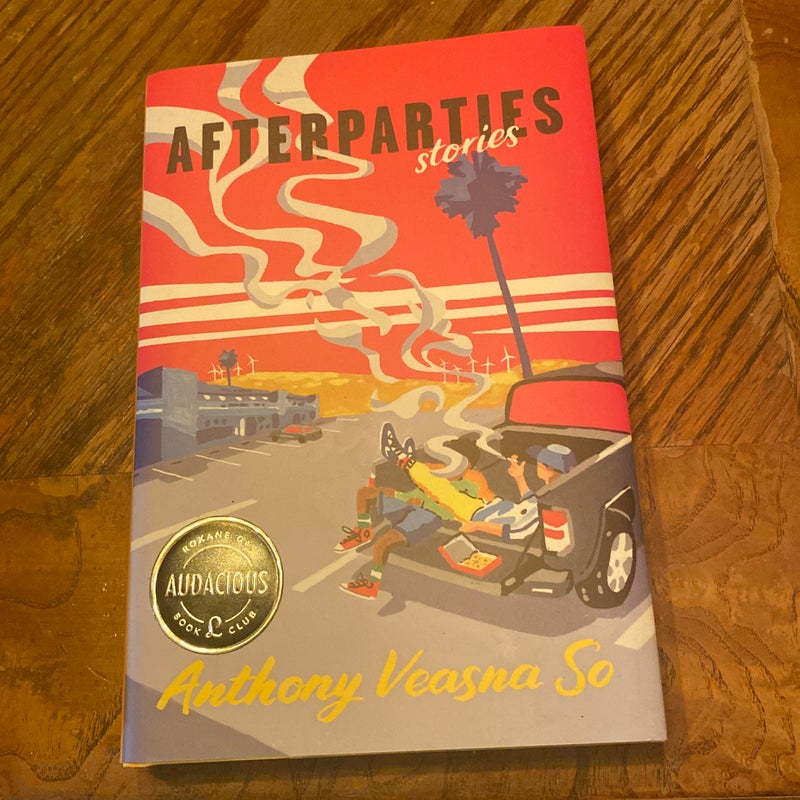 AFTERPARTIES
stories
ROXANE GAY
AUDACIOUS
BOOK CLUB
Anthony Veasna So